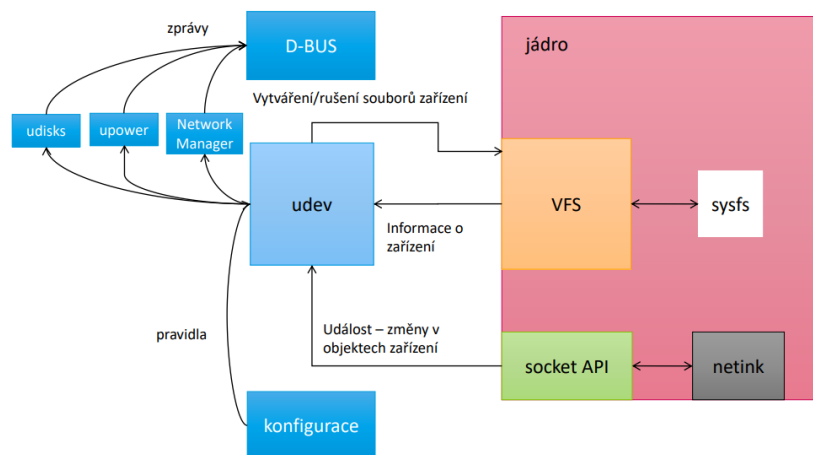 zprávy
D-BUS
jádro
Vytváření/rušení souborů zařízení
udisks
upower
Network
Manager
udev
VFS
sysfs
Informace o
zařízení
pravidla
Událost – změny v
objektech zařízení
socket API
netink
konfigurace